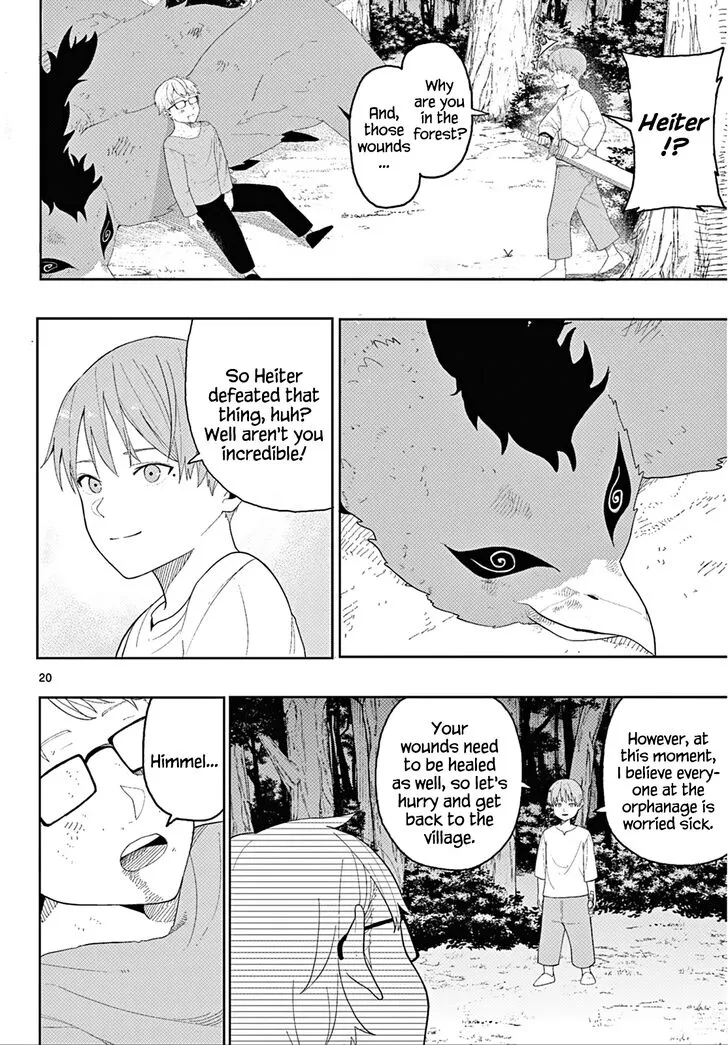 Heiter
!?
Why
are you
in the
forest?
And,
those
wounds
...
So Heiter
defeated that
thing, huh?
Well aren't you
incredible!
20
However, at
this moment,
I believe every-
one at the
orphanage is
worried sick.
Your
wounds need
to be healed
as well, so let's
hurry and get
back to the
village.
Himmel...